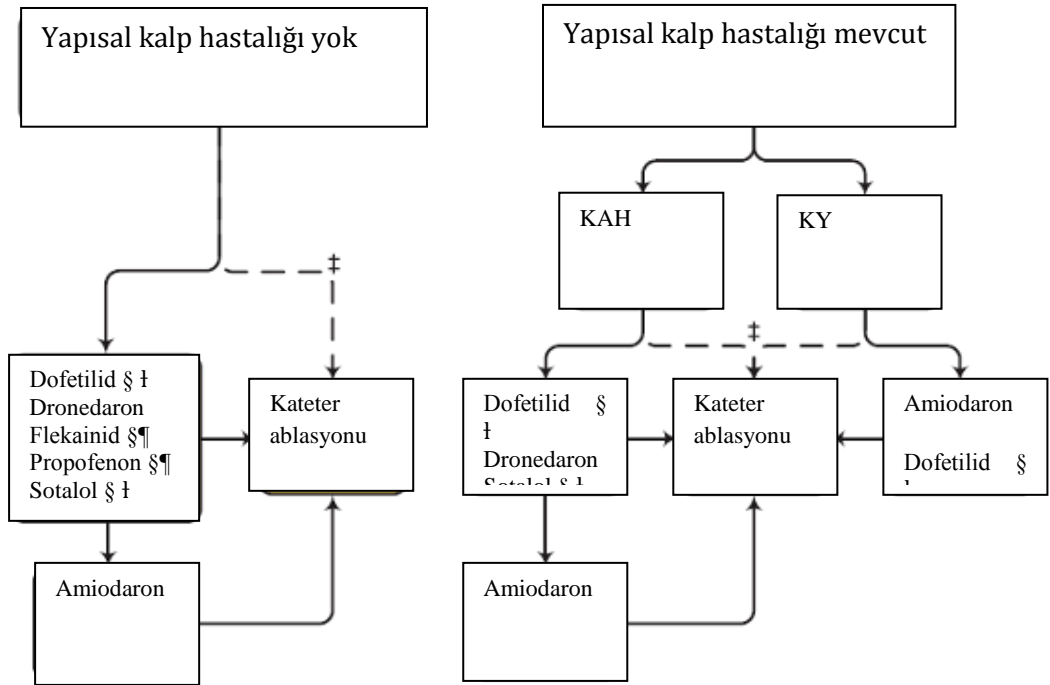 Yapısal kalp hastalığı yok
Yapısal kalp hastalığı mevcut
KAH
KY
‡
‡
Dofetilid § ƚ
Dronedaron
Flekainid §¶
Propofenon §¶
Sotalol § ƚ
Kateter
ablasyonu
Dofetilid §
ƚ
Dronedaron
Sotalol § ƚ
Kateter
ablasyonu
Amiodaron
Dofetilid §
Amiodaron
Amiodaron